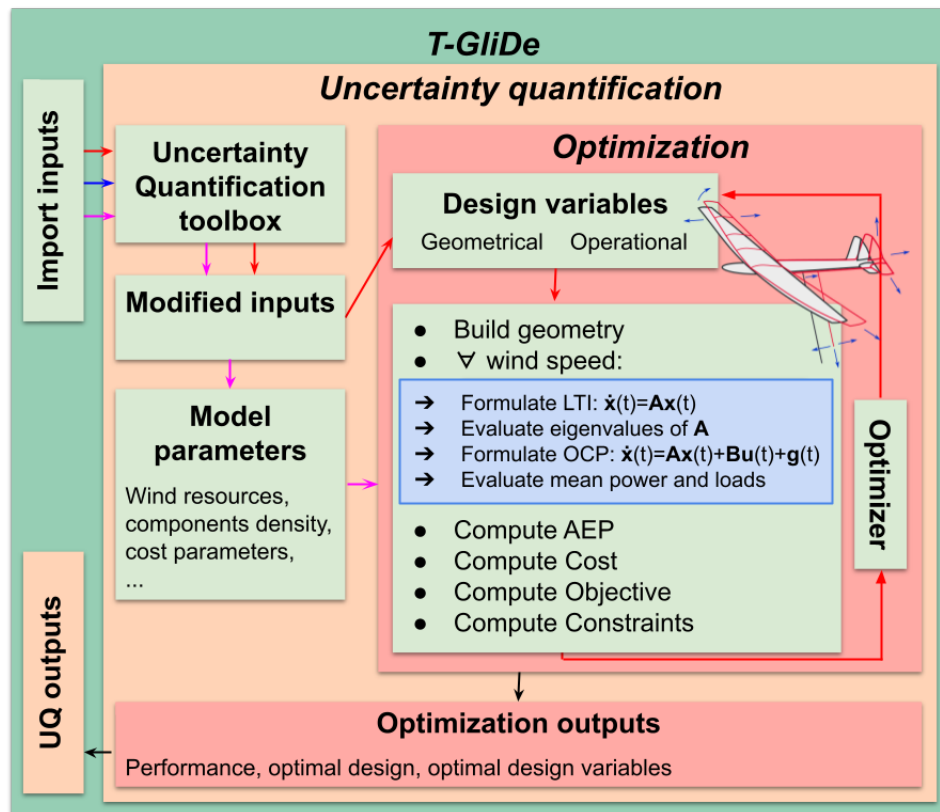 T-GliDe
Uncertainty quantification
Import inputs
Uncertainty
Quantification
toolbox
Modified inputs
Model
parameters
Wind resources,
components density,
cost parameters,
...
Optimization
Design variables
Geometrical Operational
● Build geometry
● ∀ wind speed:
➔ Formulate LTI: ẋ(t)=Ax(t)
➔ Evaluate eigenvalues of A
➔ Formulate OCP: ẋ(t)=Ax(t)+Bu(t)+g(t)
➔ Evaluate mean power and loads
● Compute AEP
● Compute Cost
● Compute Objective
● Compute Constraints
Optimizer
Optimization outputs
Performance, optimal design, optimal design variables
UQ outputs